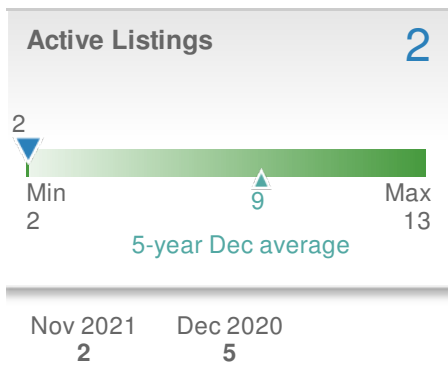 Active Listings 2
2
Min Max
9
2 13
5-year Dec average
Nov 2021 Dec 2020
2 5